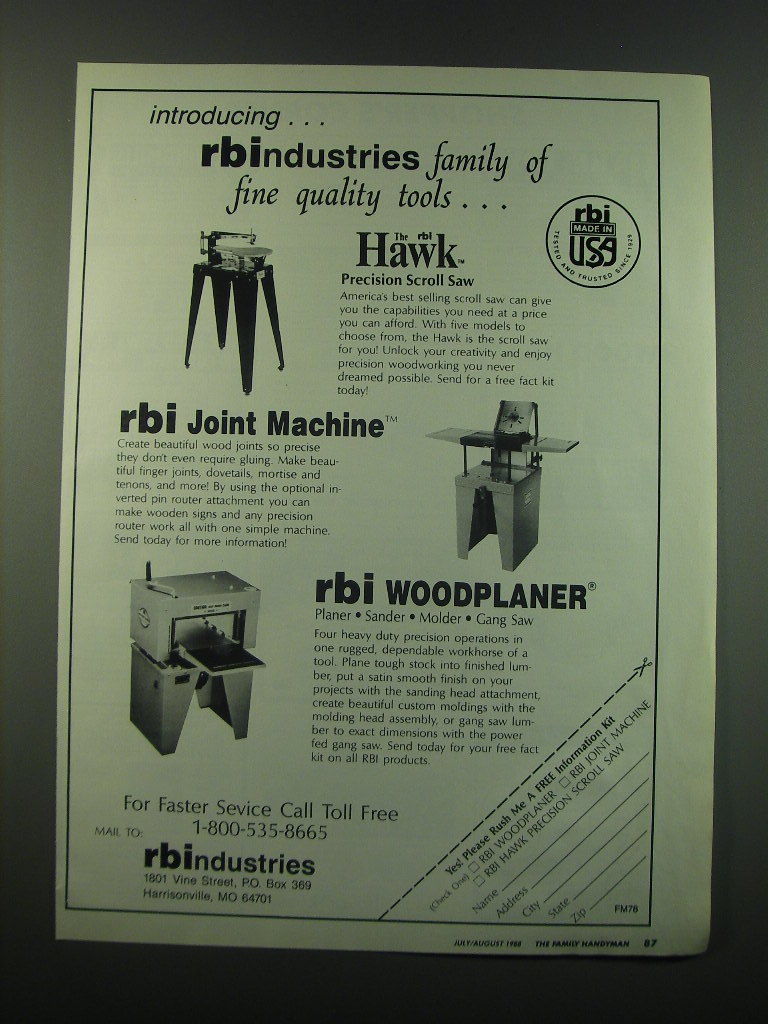 introducing . . .
rbindustries family of
fine quality tools . . .
rbi
MADE IN
USA
TESTED AND TRUSTED SINCE 1929
The rbi
Hawk™
Precision Scroll Saw
America's best selling scroll saw can give
you the capabilities you need at a price
you can afford. With five models to
choose from, the Hawk is the scroll saw
for you! Unlock your creativity and enjoy
precision woodworking you never
dreamed possible. Send for a free fact kit
today!
rbi Joint Machine™
Create beautiful wood joints so precise
they don't even require gluing. Make beau-
tiful finger joints, dovetails, mortise and
tenons, and more! By using the optional in-
verted pin router attachment you can
make wooden signs and any precision
router work all with one simple machine.
Send today for more information!
rbi WOODPLANER®
Planer • Sander • Molder • Gang Saw
Four heavy duty precision operations in
one rugged, dependable workhorse of a
tool. Plane tough stock into finished lum-
ber, put a satin smooth finish on your
projects with the sanding head attachment,
create beautiful custom moldings with the
molding head assembly, or gang saw lum-
ber to exact dimensions with the power
fed gang saw. Send today for your free fact
kit on all RBI products.
For Faster Sevice Call Toll Free
1-800-535-8665
MAIL TO:
rbindustries
1801 Vine Street, P.O. Box 369
Harrisonville, MO 64701
Yes! Please Rush Me A FREE Information Kit
(Check One) □ RBI WOODPLANER □ RBI JOINT MACHINE
□ RBI HAWK PRECISION SCROLL SAW
Name
Address
City
State
Zip
FM78
JULY/AUGUST 1988 THE FAMILY HANDYMAN 87